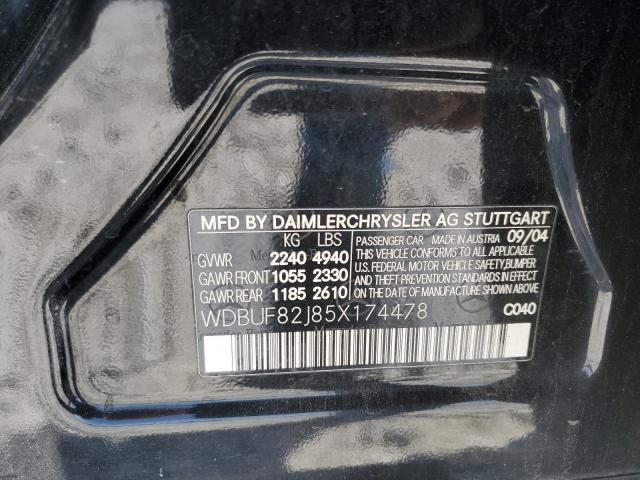 MFD BY DAIMLERCHRYSLER AG STUTTGART
KG LBS
GVWR 2240 4940
GAWR FRONT 1055 2330
GAWR REAR 1185 2610
PASSENGER CAR MADE IN AUSTRIA 09/04
THIS VEHICLE CONFORMS TO ALL APPLICABLE
U.S. FEDERAL MOTOR VEHICLE SAFETY,BUMPER
AND THEFT PREVENTION STANDARDS IN EFFECT
ON THE DATE OF MANUFACTURE SHOWN ABOVE.
WDBUF82J85X174478
C040